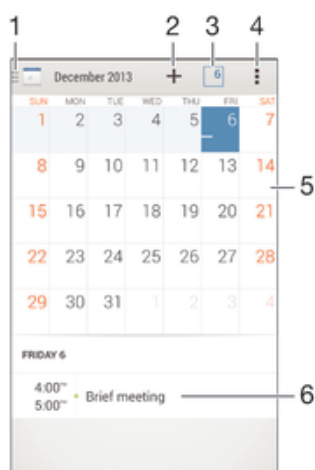 1 2 3 4
December 2013 6
SUN MON TUE WED THU FRI SAT
1 2 3 4 5 6 7
8 9 10 11 12 13 14
5
15 16 17 18 19 20 21
22 23 24 25 26 27 28
29 30 31 1 2 3 4
FRIDAY 6
4:00
Brief meeting 6
5:00